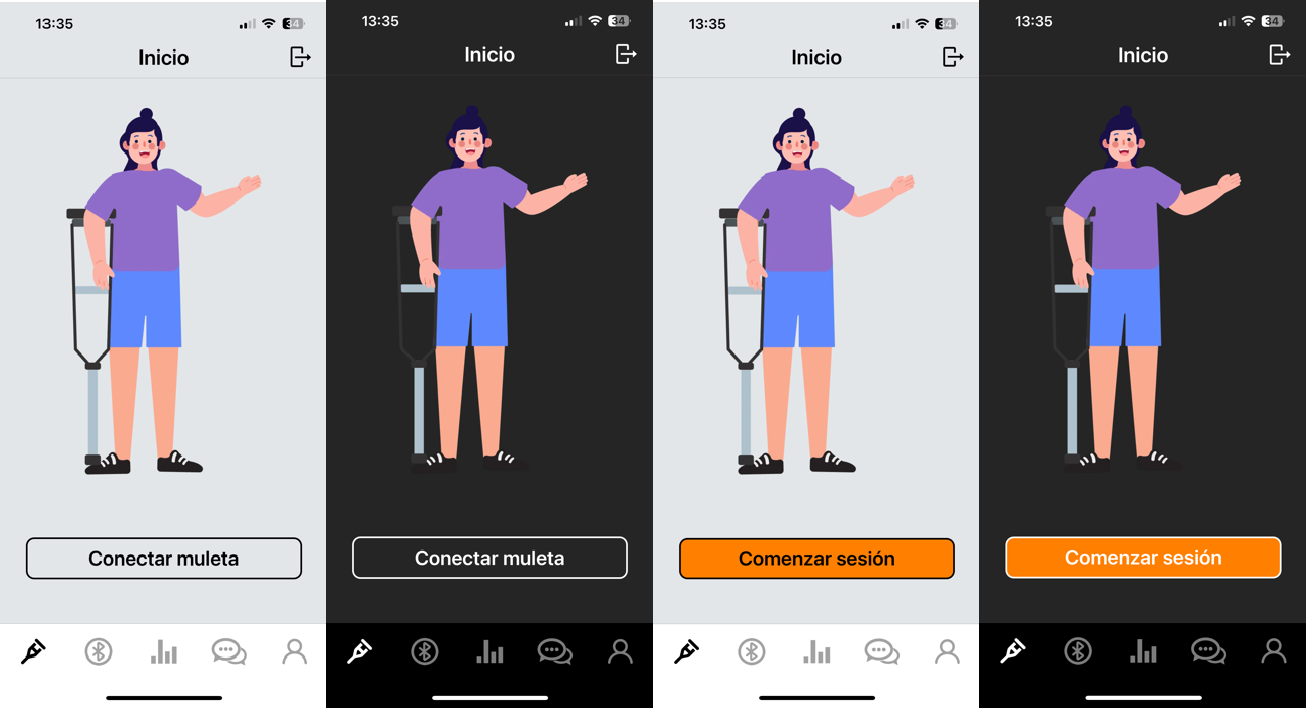 13:35
34
Inicio
Conectar muleta
13:35
34
Inicio
Conectar muleta
13:35
34
Inicio
Comenzar sesión
13:35
34
Inicio
Comenzar sesión